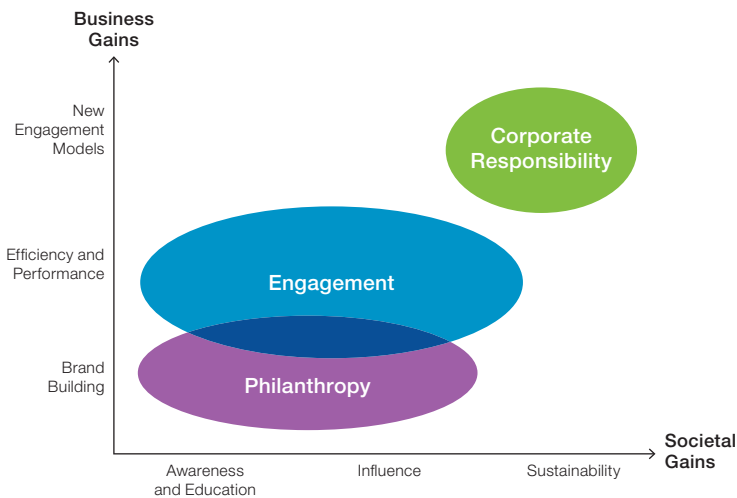 Business
Gains
New
Engagement
Models
Corporate
Responsibility
Efficiency and
Performance
Engagement
Brand
Building
Philanthropy
Societal
Gains
Awareness
and Education
Influence
Sustainability